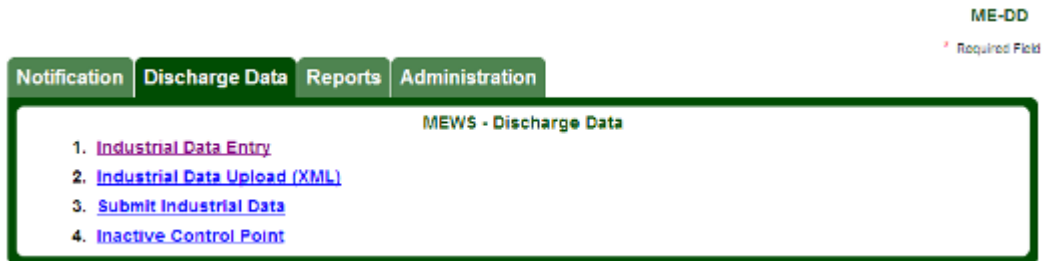 ME-DD
* Required Field
Notification Discharge Data Reports Administration
MEWS - Discharge Data
1. Industrial Data Entry
2. Industrial Data Upload (XML)
3. Submit Industrial Data
4. Inactive Control Point